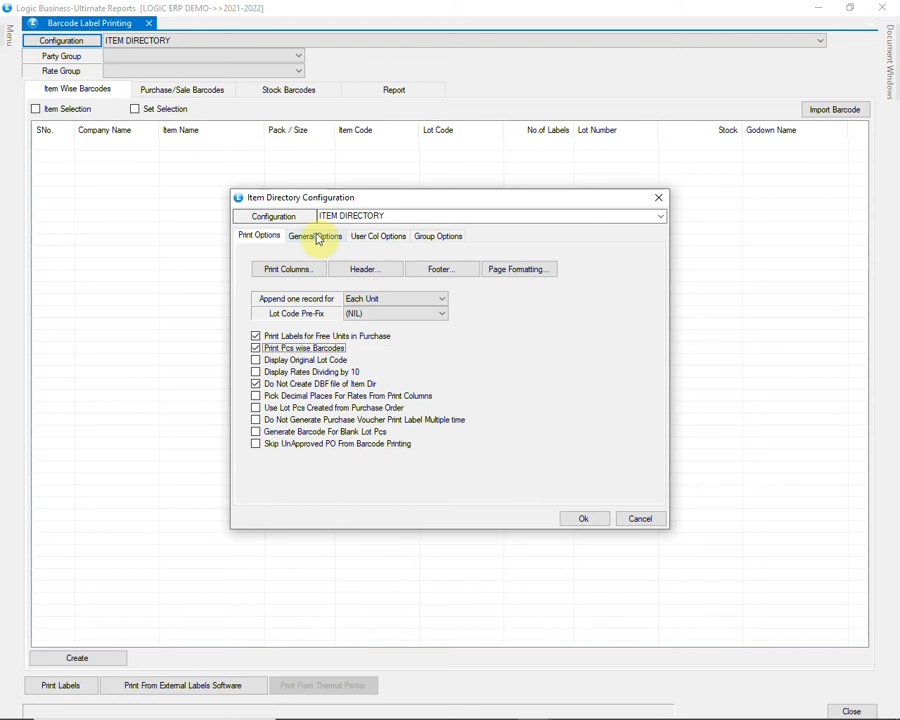 Logic Business-Ultimate Reports [LOGIC ERP DEMO->>2021-2022]
Menu
Barcode Label Printing
Document Windows
Configuration ITEM DIRECTORY
Party Group
Rate Group
Item Wise Barcodes Purchase/Sale Barcodes Stock Barcodes Report
Item Selection Set Selection Import Barcode
SNo. Company Name Item Name Pack / Size Item Code Lot Code No.of Labels Lot Number Stock Godown Name
Item Directory Configuration
Configuration ITEM DIRECTORY
Print Options General Options User Col Options Group Options
Print Columns.. Header... Footer... Page Formatting...
Append one record for Each Unit
Lot Code Pre-Fix (NIL)
Print Labels for Free Units in Purchase
Print Pcs wise Barcodes
Display Original Lot Code
Display Rates Dividing by 10
Do Not Create DBF file of Item Dir
Pick Decimal Places For Rates From Print Columns
Use Lot Pcs Created from Purchase Order
Do Not Generate Purchase Voucher Print Label Multiple time
Generate Barcode For Blank Lot Pcs
Skip UnApproved PO From Barcode Printing
Ok Cancel
Create
Print Labels Print From External Labels Software Print From Thermal Printer
Close